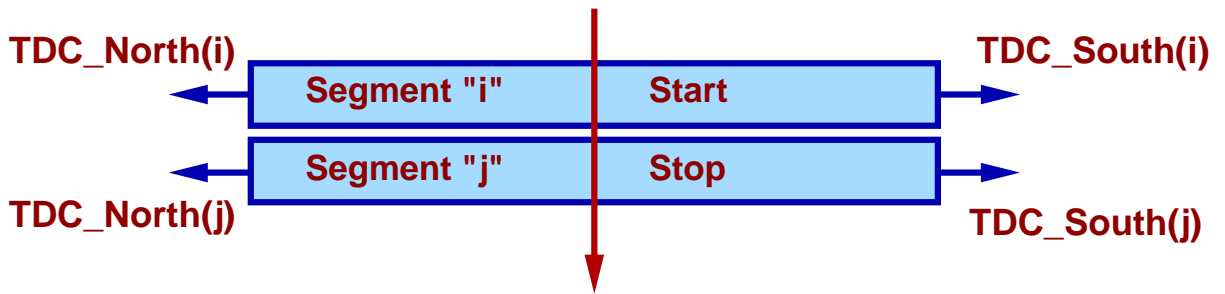 TDC_North(i)
TDC_South(i)
Segment "i"
Start
Segment "j"
Stop
TDC_North(j)
TDC_South(j)